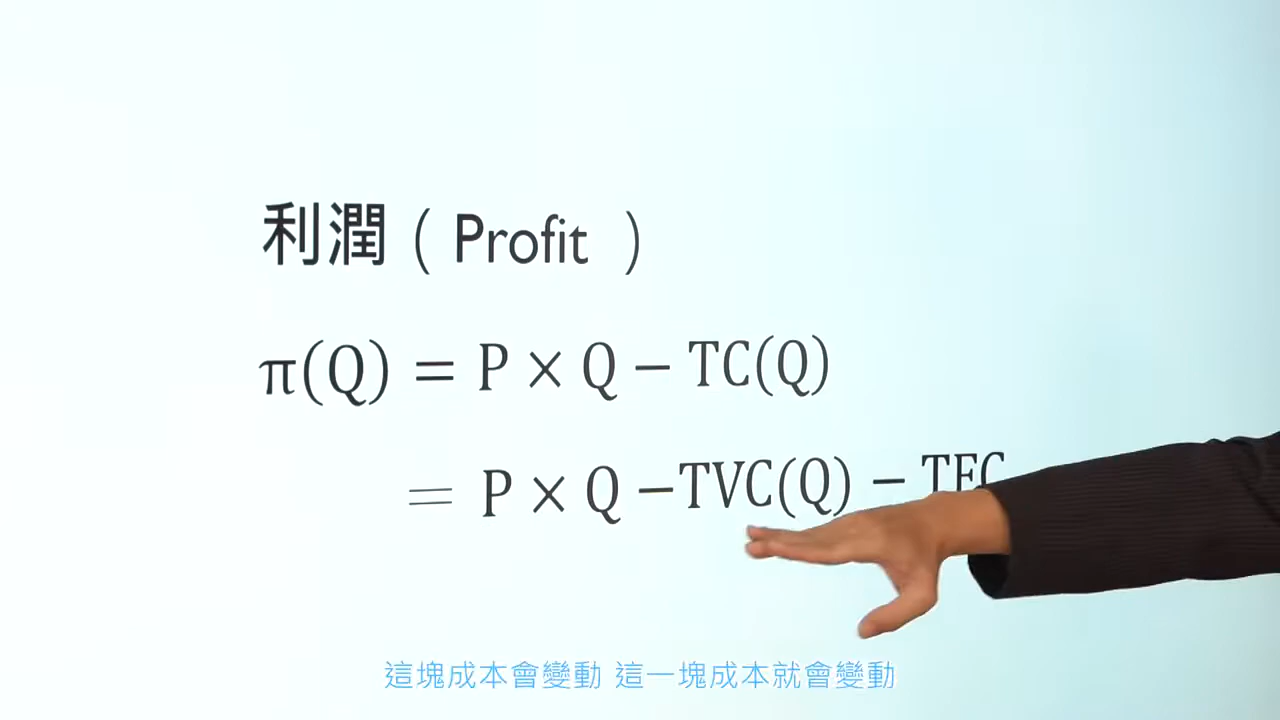 利潤（Profit ）
π(Q) = P × Q − TC(Q)
= P × Q −TVC(Q) − TFC
這塊成本會變動 這一塊成本就會變動